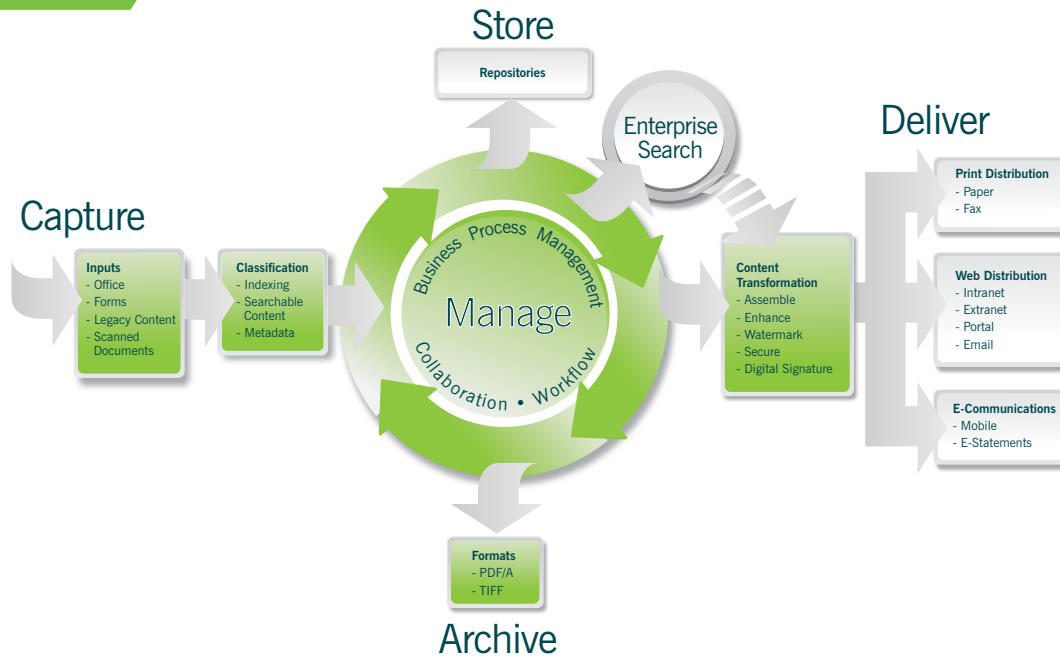 Store
Repositories
Enterprise
Search
Deliver
Print Distribution
- Paper
- Fax
Capture
Inputs
- Office
- Forms
- Legacy Content
- Scanned
Documents
Classification
- Indexing
- Searchable
Content
- Metadata
Business Process Management
Manage
Collaboration • Workflow
Content
Transformation
- Assemble
- Enhance
- Watermark
- Secure
- Digital Signature
Web Distribution
- Intranet
- Extranet
- Portal
- Email
E-Communications
- Mobile
- E-Statements
Formats
- PDF/A
- TIFF
Archive